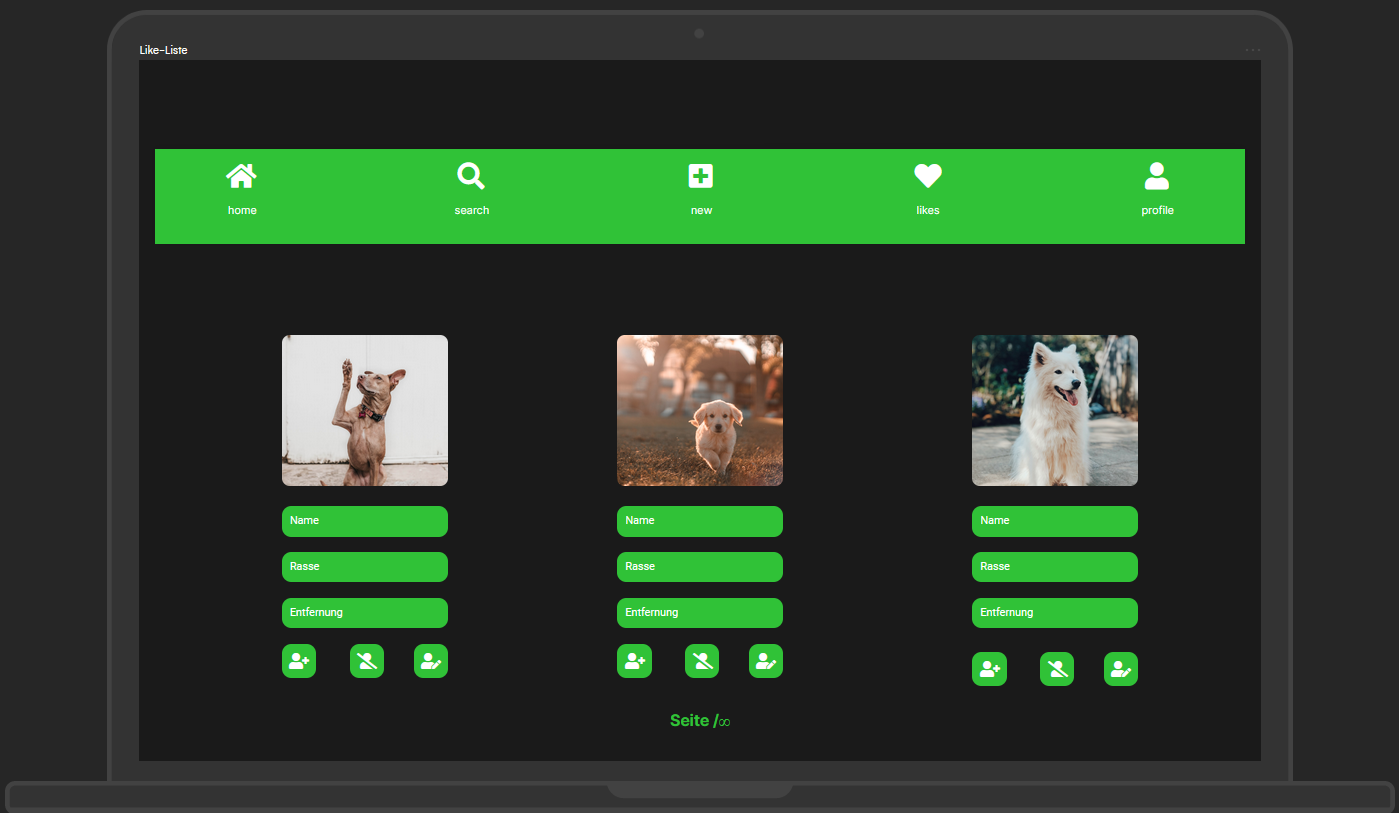 Like-Liste
home
search
new
likes
profile
Name
Name
Name
Rasse
Rasse
Rasse
Entfernung
Entfernung
Entfernung
Seite /∞